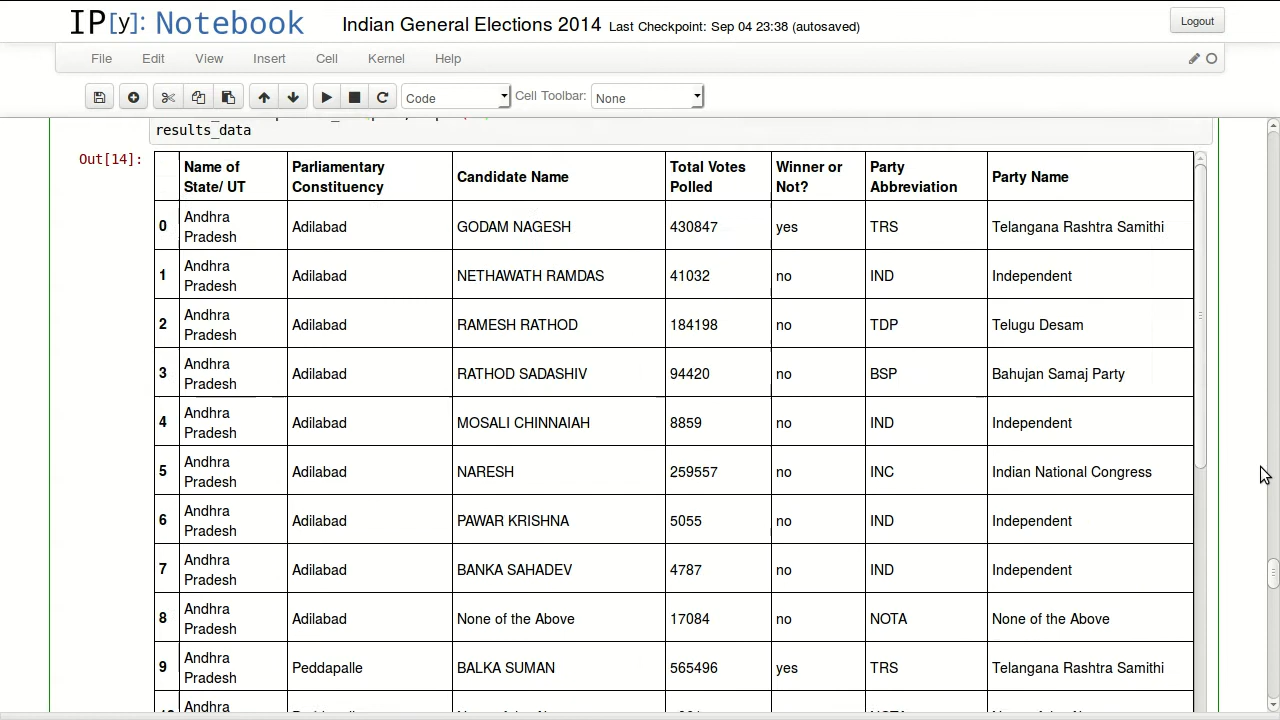 IP[y]: Notebook Indian General Elections 2014 Last Checkpoint: Sep 04 23:38 (autosaved) Logout
File Edit View Insert Cell Kernel Help
Code Cell Toolbar: None
results_data
Out[14]:
Name of State/ UT Parliamentary Constituency Candidate Name Total Votes Polled Winner or Not? Party Abbreviation Party Name
0 Andhra Pradesh Adilabad GODAM NAGESH 430847 yes TRS Telangana Rashtra Samithi
1 Andhra Pradesh Adilabad NETHAWATH RAMDAS 41032 no IND Independent
2 Andhra Pradesh Adilabad RAMESH RATHOD 184198 no TDP Telugu Desam
3 Andhra Pradesh Adilabad RATHOD SADASHIV 94420 no BSP Bahujan Samaj Party
4 Andhra Pradesh Adilabad MOSALI CHINNAIAH 8859 no IND Independent
5 Andhra Pradesh Adilabad NARESH 259557 no INC Indian National Congress
6 Andhra Pradesh Adilabad PAWAR KRISHNA 5055 no IND Independent
7 Andhra Pradesh Adilabad BANKA SAHADEV 4787 no IND Independent
8 Andhra Pradesh Adilabad None of the Above 17084 no NOTA None of the Above
9 Andhra Pradesh Peddapalle BALKA SUMAN 565496 yes TRS Telangana Rashtra Samithi
Andhra